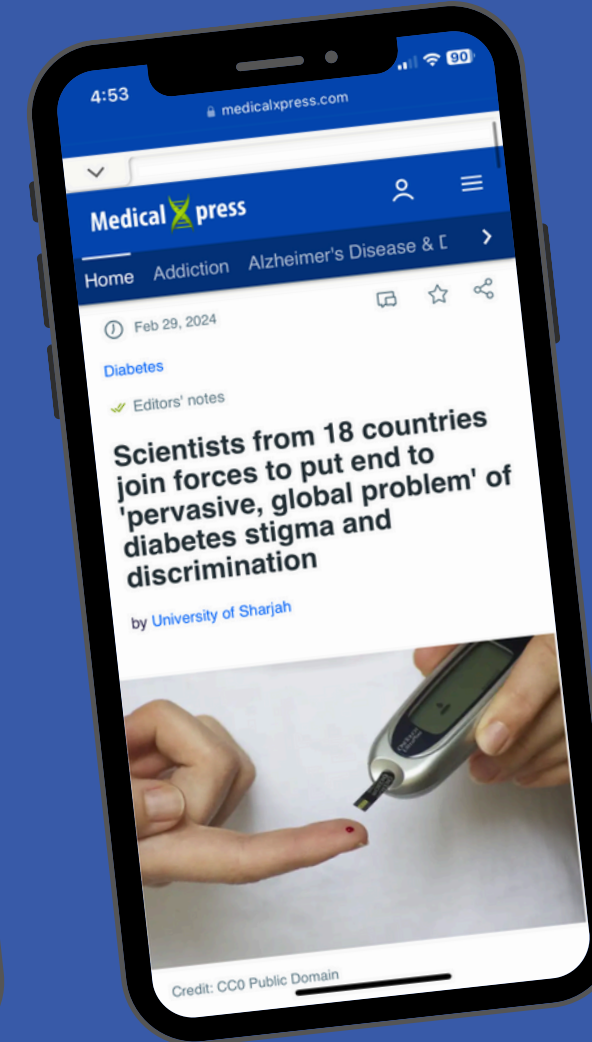 4:53
90
medicalxpress.com
Medical Xpress
Home Addiction Alzheimer's Disease & D
Feb 29, 2024
Diabetes
Editors' notes
Scientists from 18 countries
join forces to put end to
'pervasive, global problem' of
diabetes stigma and
discrimination
by University of Sharjah
Credit: CC0 Public Domain